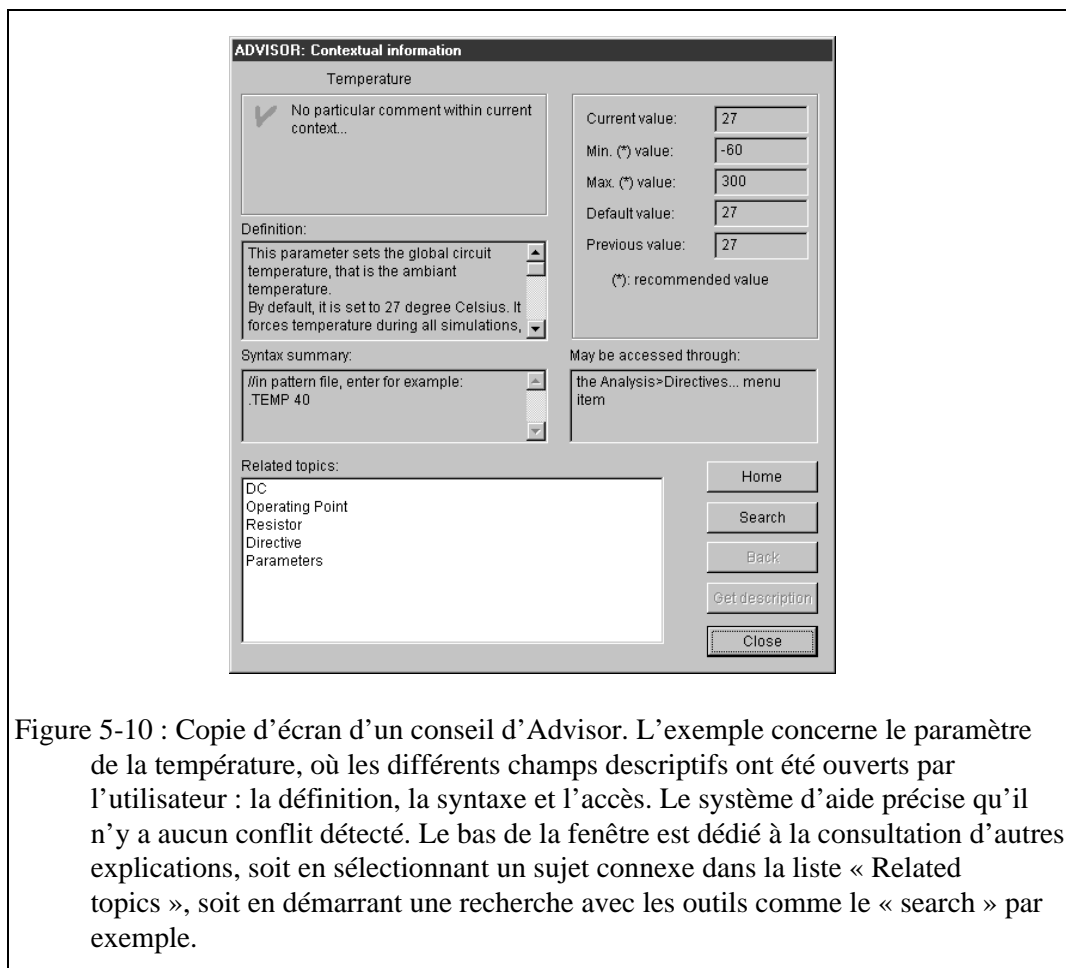 ADVISOR: Contextual information
Temperature
No particular comment within current
context...
Current value: 27
Min. (*) value: -60
Max. (*) value: 300
Default value: 27
Previous value: 27
(*): recommended value
Definition:
This parameter sets the global circuit
temperature, that is the ambiant
temperature.
By default, it is set to 27 degree Celsius. It
forces temperature during all simulations,
Syntax summary:
//in pattern file, enter for example:
.TEMP 40
May be accessed through:
the Analysis>Directives... menu
item
Related topics:
DC
Operating Point
Resistor
Directive
Parameters
Home
Search
Back
Get description
Close
Figure 5-10 : Copie d’écran d’un conseil d’Advisor. L’exemple concerne le paramètre
de la température, où les différents champs descriptifs ont été ouverts par
l’utilisateur : la définition, la syntaxe et l’accès. Le système d’aide précise qu’il
n’y a aucun conflit détecté. Le bas de la fenêtre est dédié à la consultation d’autres
explications, soit en sélectionnant un sujet connexe dans la liste « Related
topics », soit en démarrant une recherche avec les outils comme le « search » par
exemple.